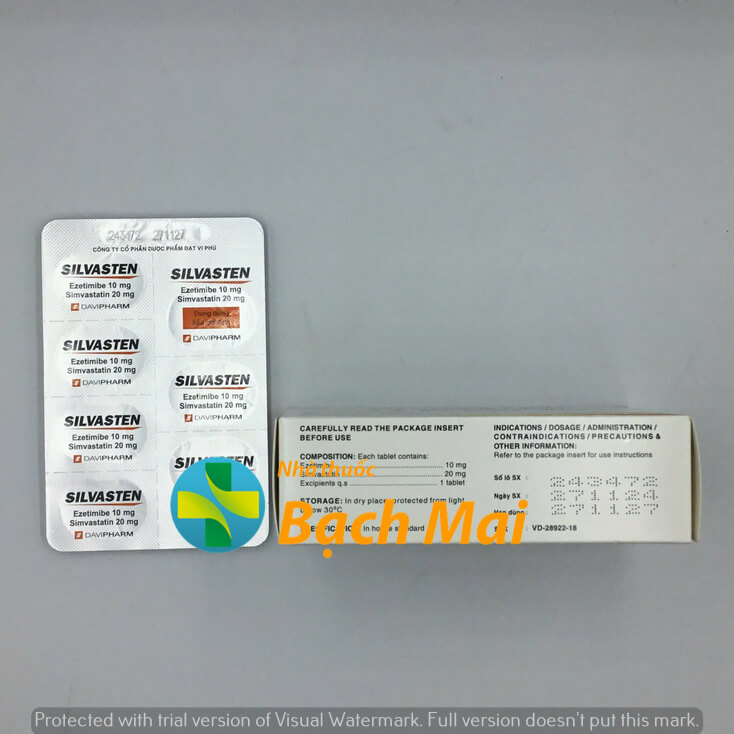 243472 271127
CÔNG TY CỔ PHẦN DƯỢC PHẨM ĐẠT VI PHÚ
SILVASTEN
Ezetimibe 10 mg
Simvastatin 20 mg
DAVIPHARM
SILVASTEN
Ezetimibe 10 mg
Simvastatin 20 mg
DAVIPHARM
SILVASTEN
Ezetimibe 10 mg
Simvastatin 20 mg
DAVIPHARM
SILVASTEN
Ezetimibe 10 mg
Simvastatin 20 mg
DAVIPHARM
SILVASTEN
Ezetimibe 10 mg
Simvastatin 20 mg
DAVIPHARM
SILVASTEN
Ezetimibe 10 mg
Simvastatin 20 mg
DAVIPHARM
SILVASTEN
CAREFULLY READ THE PACKAGE INSERT
BEFORE USE
COMPOSITION: Each tablet contains:
10 mg
20 mg
Excipients q.s 1 tablet
STORAGE: In dry place protected from light
below 30°C
In house standard
INDICATIONS / DOSAGE / ADMINISTRATION /
CONTRAINDICATIONS / PRECAUTIONS &
OTHER INFORMATION:
Refer to the package insert for use instructions
Số lô SX : 243472
Ngày SX : 271124
Hạn dùng : 271127
VD-28922-18
Nhà thuốc
Bạch Mai
Protected with trial version of Visual Watermark. Full version doesn't put this mark.